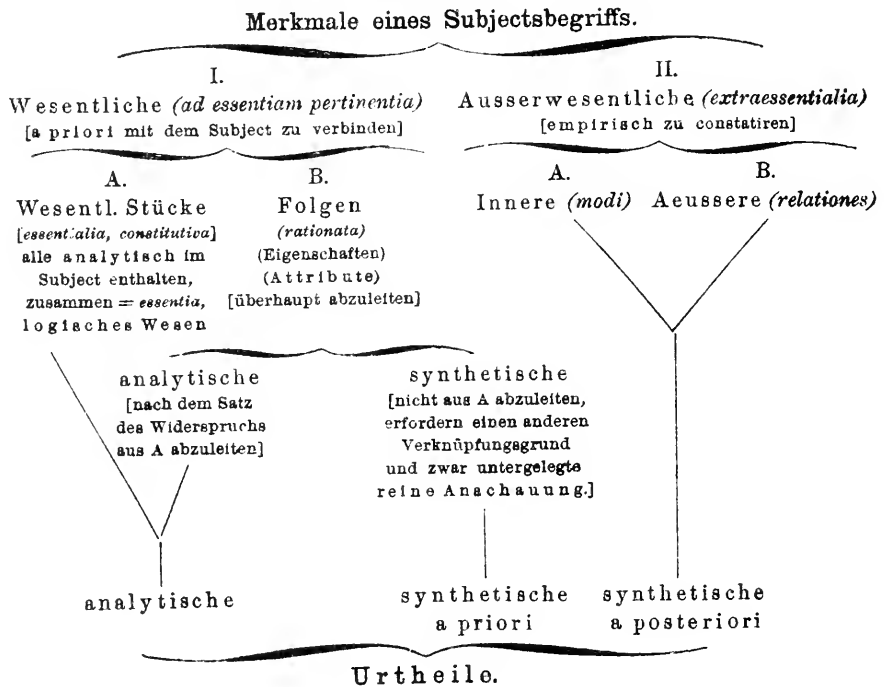 Merkmale eines Subjectsbegriffs.
I.
Wesentliche (ad essentiam pertinentia)
[a priori mit dem Subject zu verbinden]
II.
Ausserwesentliche (extraessentialia)
[empirisch zu constatiren]
A.
Wesentl. Stücke
[essentialia, constitutiva]
alle analytisch im
Subject enthalten,
zusammen = essentia,
logisches Wesen
B.
Folgen
(rationata)
(Eigenschaften)
(Attribute)
[überhaupt abzuleiten]
A.
Innere (modi)
B.
Aeussere (relationes)
analytische
[nach dem Satz
des Widerspruchs
aus A abzuleiten]
synthetische
[nicht aus A abzuleiten,
erfordern einen anderen
Verknüpfungsgrund
und zwar untergelegte
reine Anschauung.]
analytische
synthetische
a priori
synthetische
a posteriori
Urtheile.